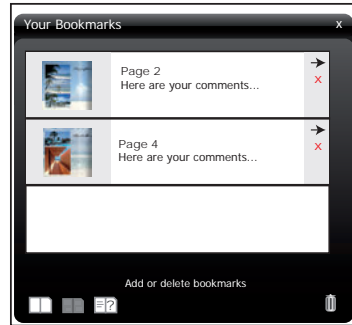 Your Bookmarks x
Page 2
Here are your comments...
x
Page 4
Here are your comments...
x
Add or delete bookmarks
?